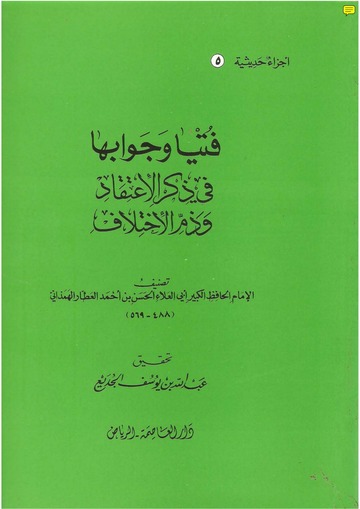 أجزاء حديثية ٥
فتيا وجوابها
في ذكر الاعتقاد
وذم الاختلاف
تصنيف
الإمام الحافظ الكبير أبي العلاء الحسن بن أحمد العطار الهمذاني
(٤٨٨ - ٥٦٩)
تحقيق
عبد الله بن يوسف الجديع
دار العاصمة - الرياض